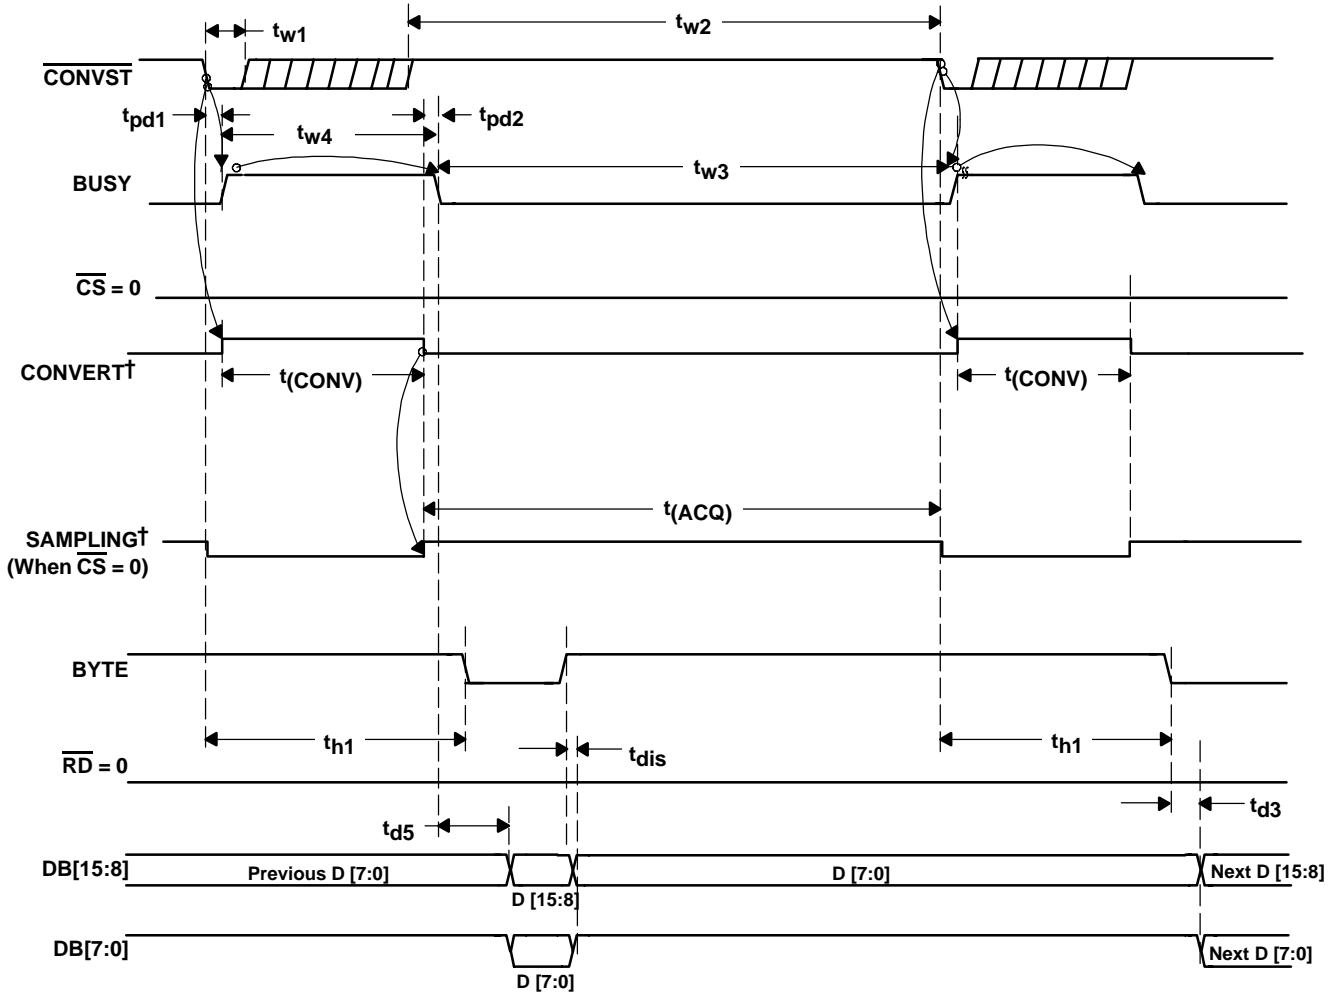 tw1
tw2
CONVST
tpd1
tw4
tpd2
BUSY
tw3
CS = 0
CONVERT†
t(CONV)
t(CONV)
t(ACQ)
SAMPLING†
(When CS = 0)
BYTE
th1
tdis
th1
RD = 0
td5
td3
DB[15:8]
Previous D [7:0]
D [15:8]
D [7:0]
Next D [15:8]
DB[7:0]
D [7:0]
Next D [7:0]